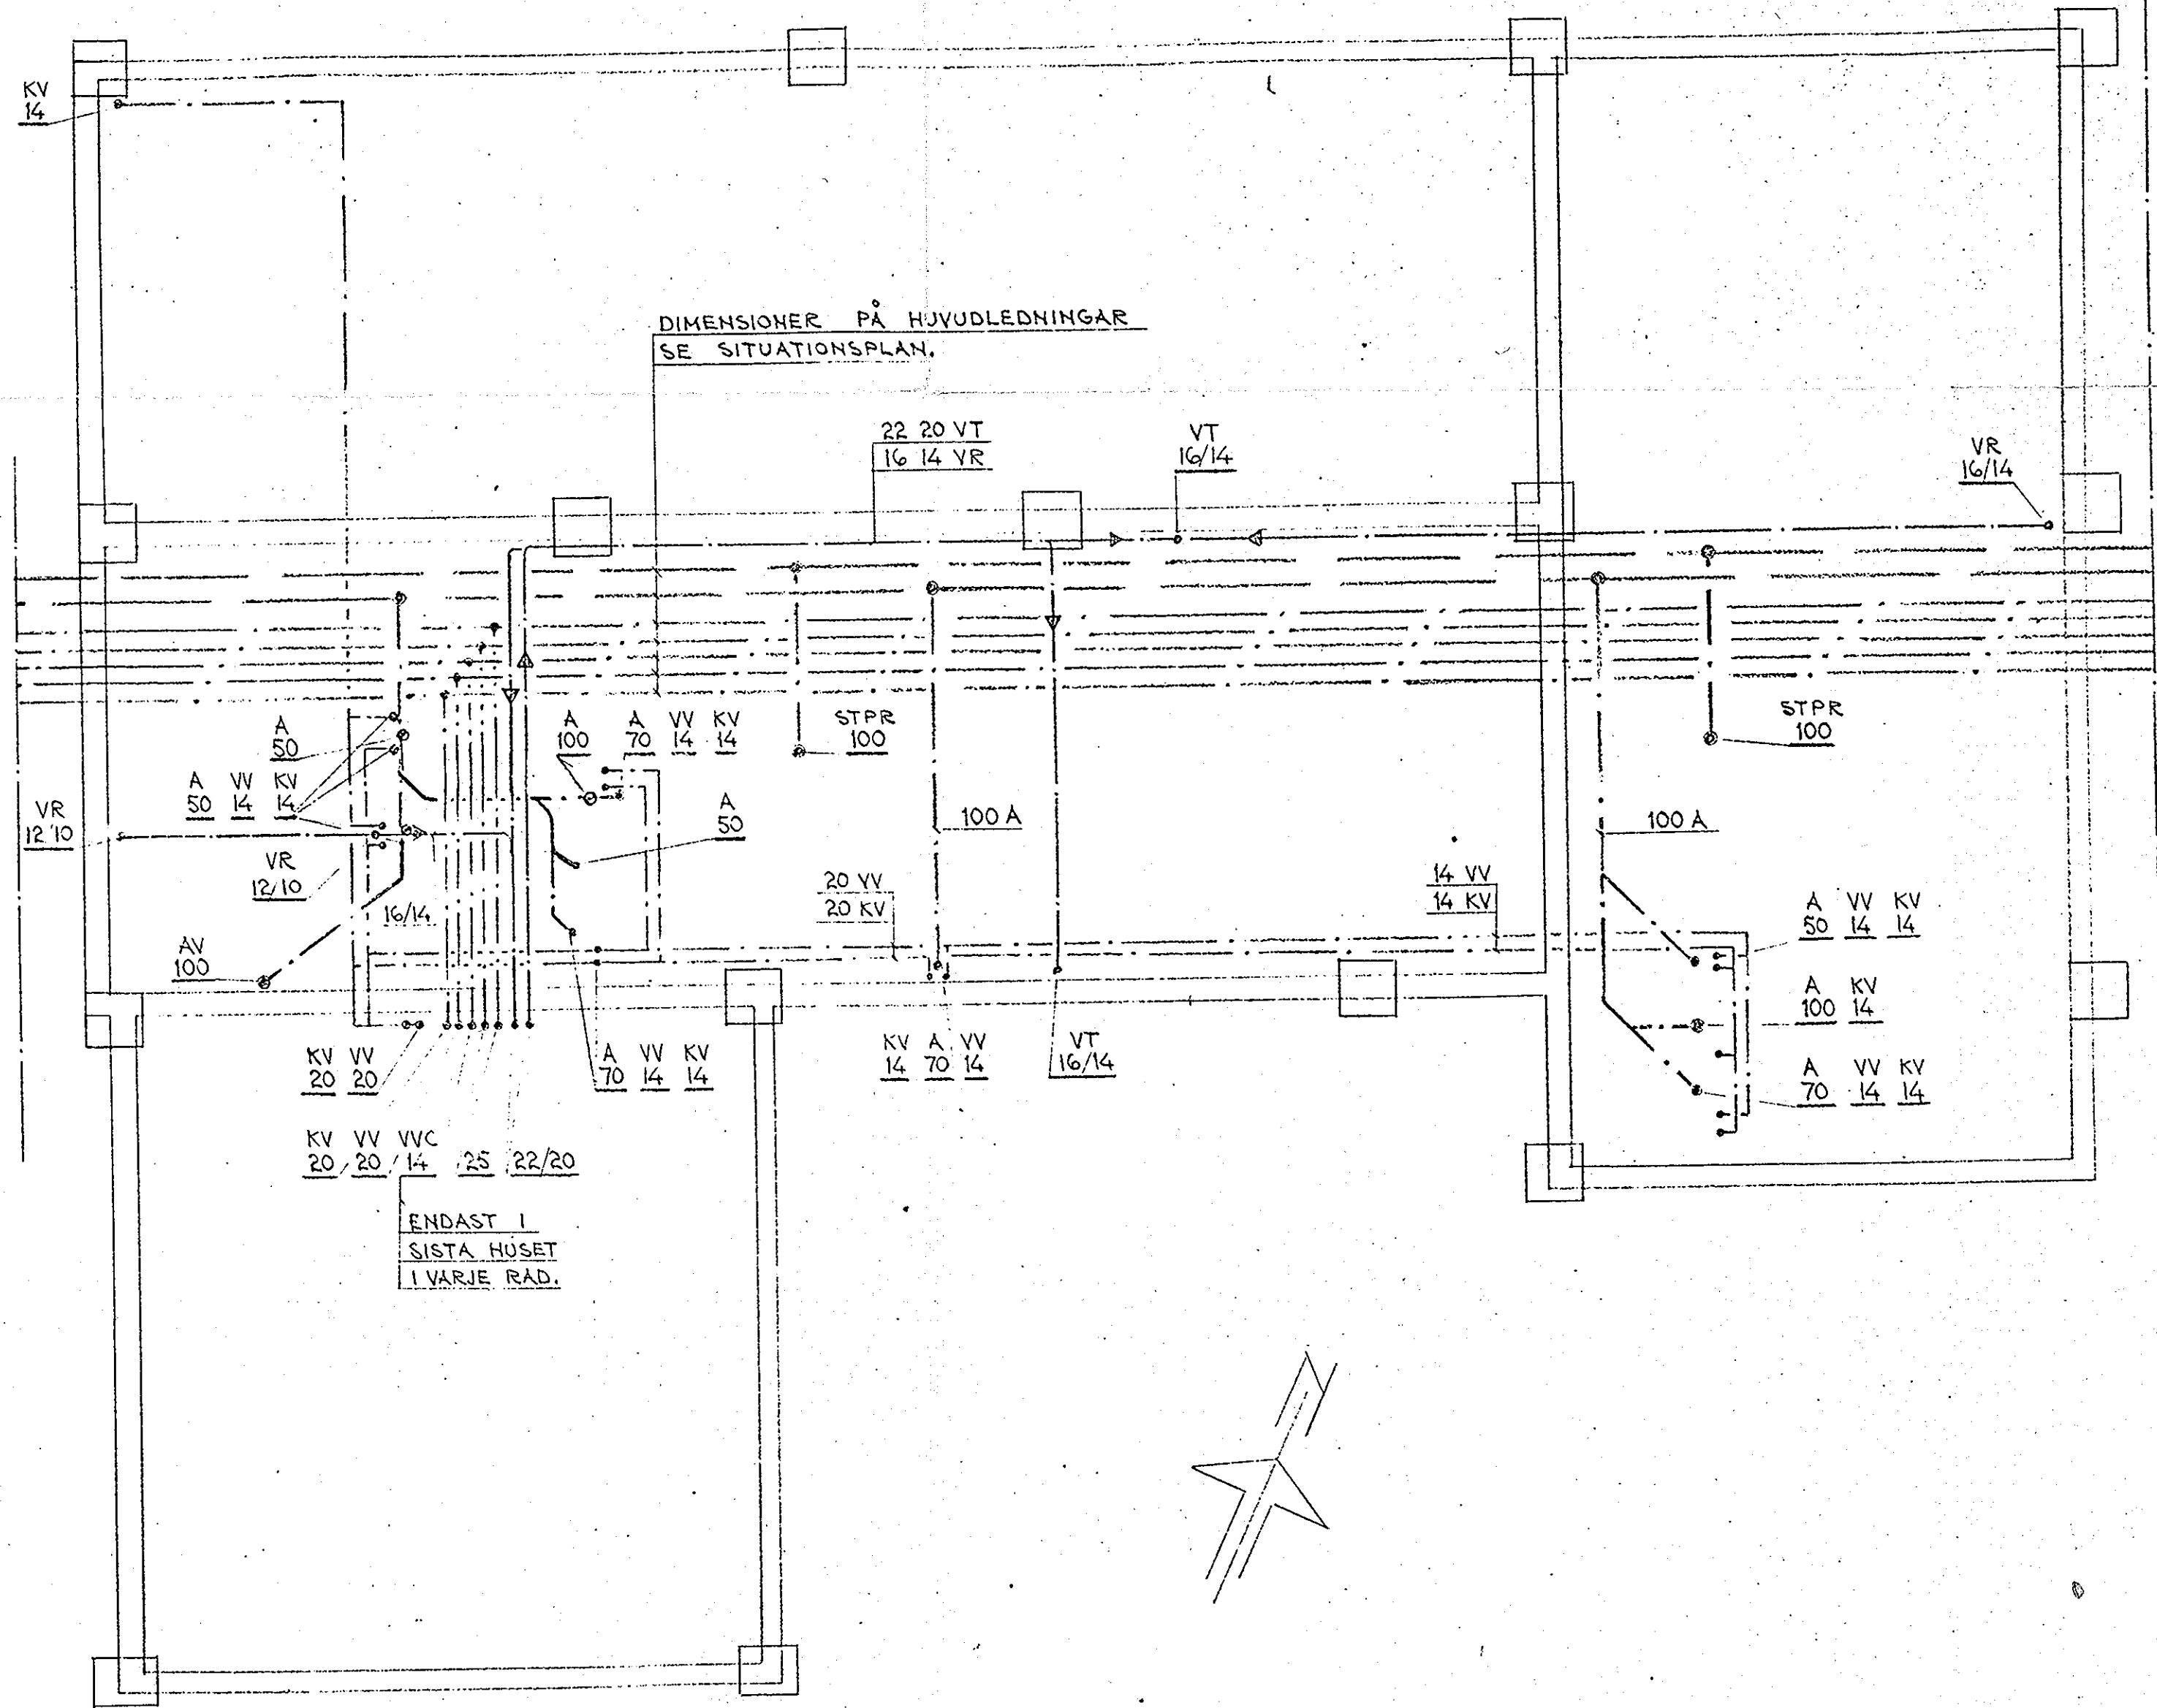 KV
14
DIMENSIONER PÅ HUVUDLEDNINGAR
SE SITUATIONSPLAN.
22 20 VT
16 14 VR
VT
16/14
VR
16/14
A
50
A VV KV
50 14 14
VR
12 10
VR
12/10
16/14
AV
100
A
100
A VV KV
70 14 14
STPR
100
A
50
100 A
20 VV
20 KV
14 VV
14 KV
STPR
100
100 A
A VV KV
50 14 14
A KV
100 14
A VV KV
70 14 14
KV VV
20 20
A VV KV
70 14 14
KV A VV
14 70 14
VT
16/14
KV VV VVC
20 20 14 25 22/20
ENDAST I
SISTA HUSET
I VARJE RAD.